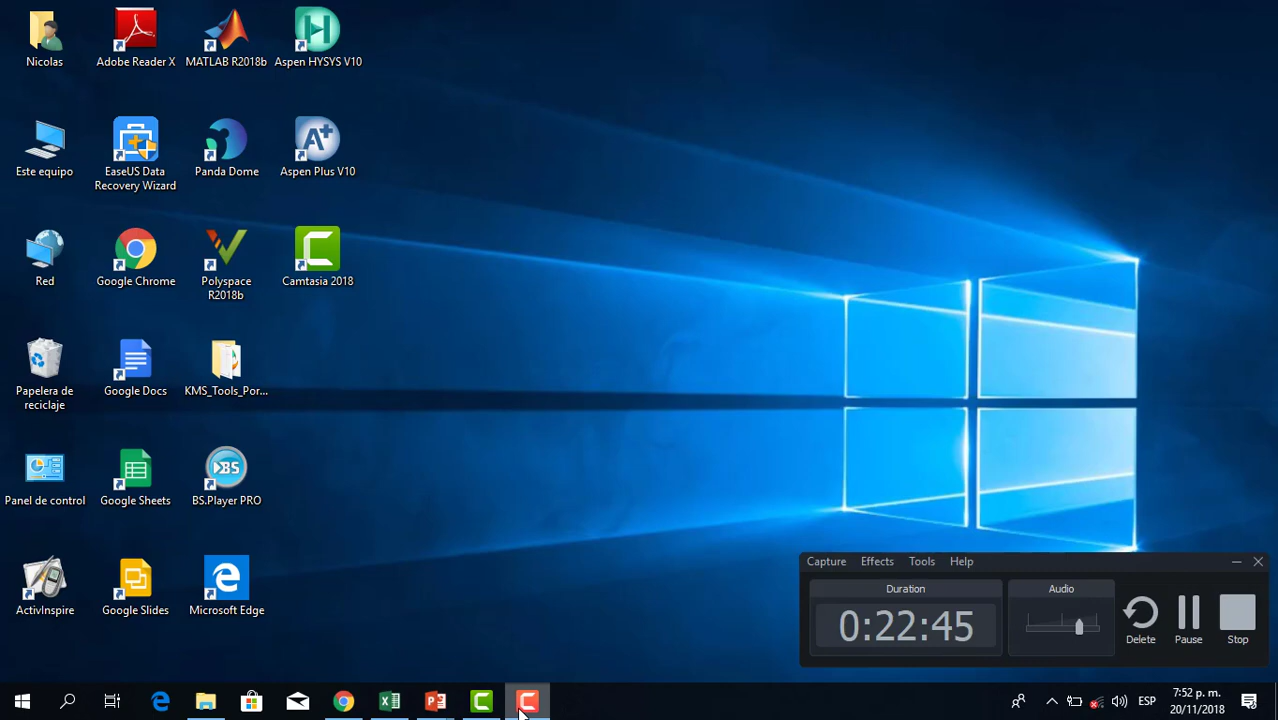 Nicolas
Adobe Reader X
MATLAB R2018b
Aspen HYSYS V10
Este equipo
EaseUS Data
Recovery Wizard
Panda Dome
Aspen Plus V10
Red
Google Chrome
Polyspace
R2018b
Camtasia 2018
Papelera de
reciclaje
Google Docs
KMS_Tools_Por...
Panel de control
Google Sheets
BS.Player PRO
ActivInspire
Google Slides
Microsoft Edge
Capture Effects Tools Help
Duration
Audio
0:22:45
Delete
Pause
Stop
ESP
7:52 p. m.
20/11/2018